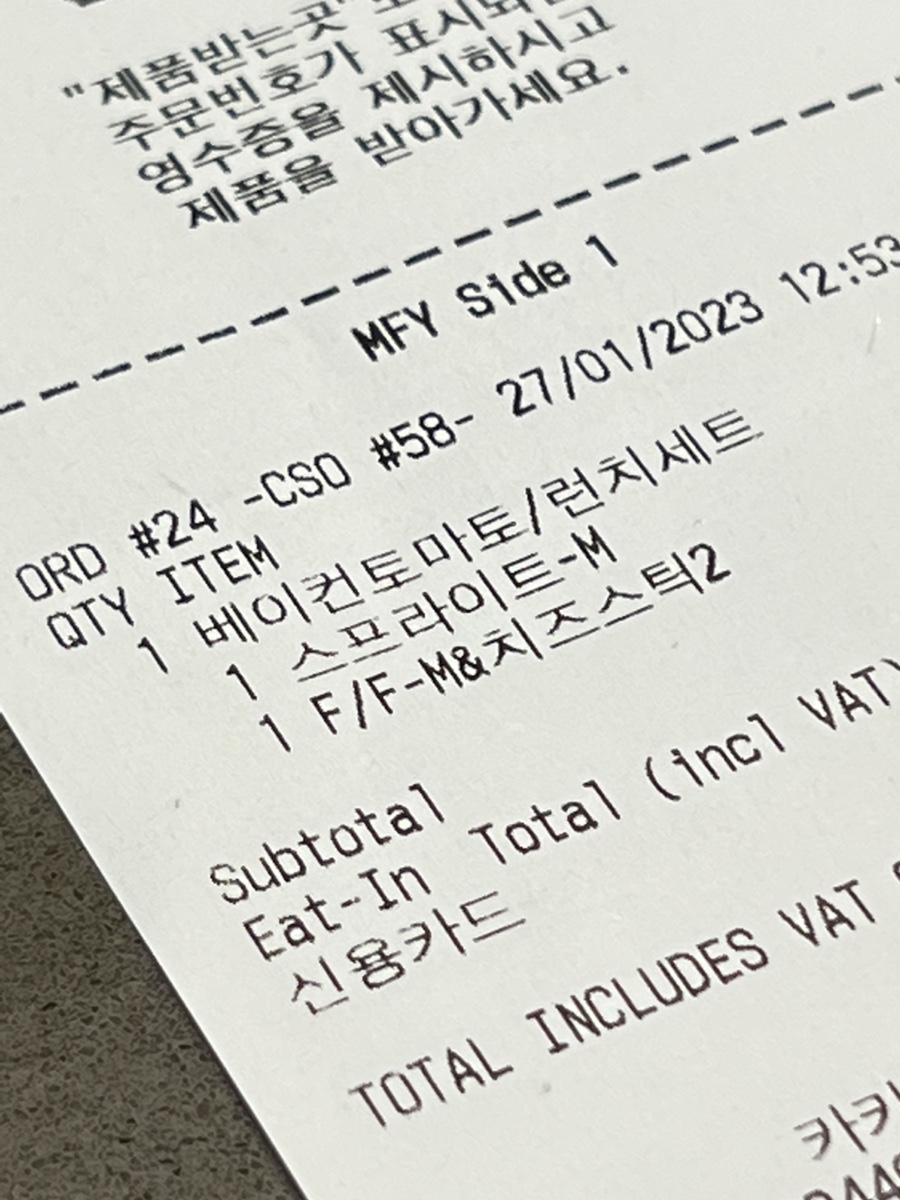 "제품받는곳"
주문번호가 표시되
영수증을 제시하시고
제품을 받아가세요.
MFY Side 1
ORD #24 -CSO #58- 27/01/2023 12:53
QTY ITEM
1 베이컨토마토/런치세트
1 스프라이트-M
1 F/F-M&치즈스틱2
Subtotal
Eat-In Total (incl VAT)
신용카드
TOTAL INCLUDES VAT
카카